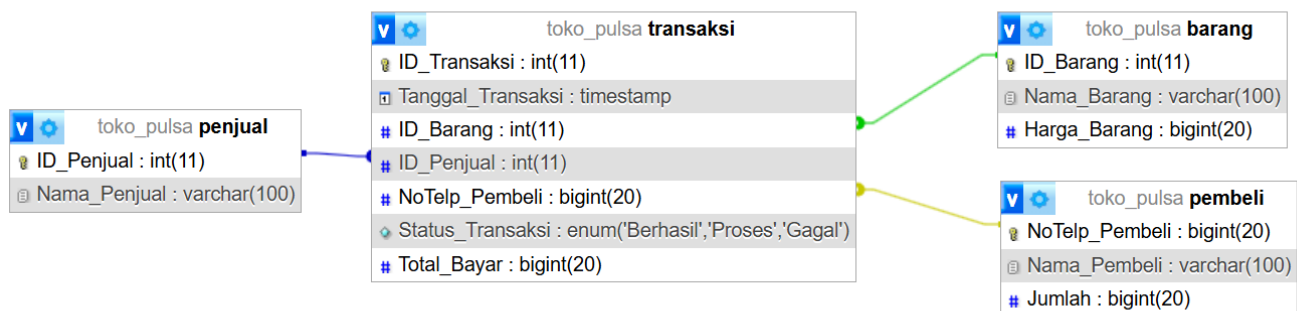 toko_pulsa penjual
ID_Penjual : int(11)
Nama_Penjual : varchar(100)
toko_pulsa transaksi
ID_Transaksi : int(11)
Tanggal_Transaksi : timestamp
ID_Barang : int(11)
ID_Penjual : int(11)
NoTelp_Pembeli : bigint(20)
Status_Transaksi : enum('Berhasil','Proses','Gagal')
Total_Bayar : bigint(20)
toko_pulsa barang
ID_Barang : int(11)
Nama_Barang : varchar(100)
Harga_Barang : bigint(20)
toko_pulsa pembeli
NoTelp_Pembeli : bigint(20)
Nama_Pembeli : varchar(100)
Jumlah : bigint(20)